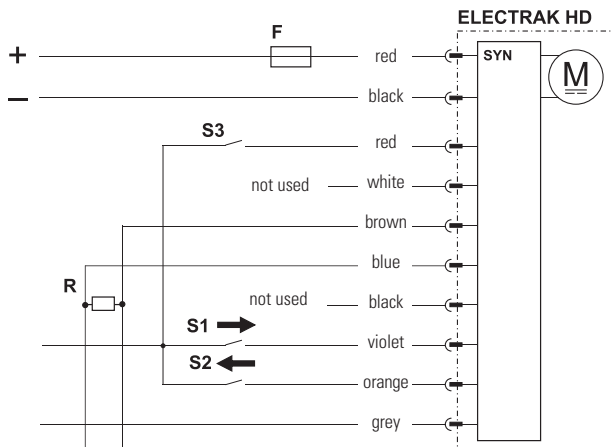 ELECTRAK HD
F
+
red
SYN
M
–
black
S3
red
not used
white
brown
blue
R
not used
black
S1
violet
S2
orange
grey